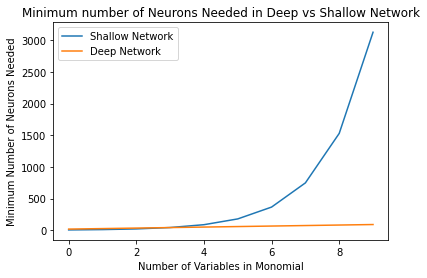 Minimum number of Neurons Needed in Deep vs Shallow Network
Shallow Network
Deep Network
Minimum Number of Neurons Needed
3000
2500
2000
1500
1000
500
0
0 2 4 6 8
Number of Variables in Monomial